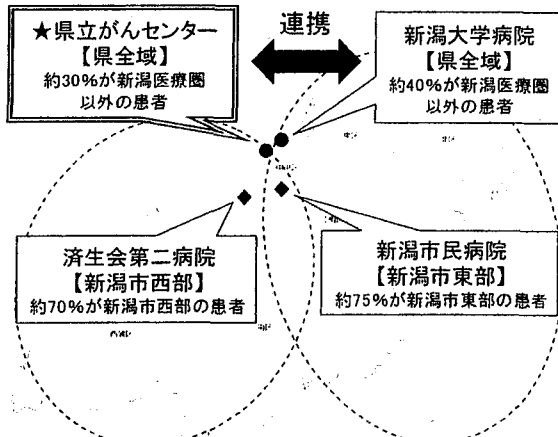 ★県立がんセンター
【県全域】
約30%が新潟医療圏
以外の患者
連携
新潟大学病院
【県全域】
約40%が新潟医療圏
以外の患者
済生会第二病院
【新潟市西部】
約70%が新潟市西部の患者
新潟市民病院
【新潟市東部】
約75%が新潟市東部の患者